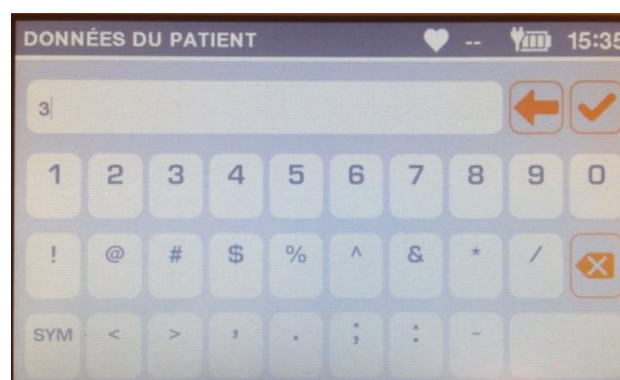 DONNÉES DU PATIENT -- 15:35
3
1 2 3 4 5 6 7 8 9 0
! @ # $ % ^ & * /
SYM < > , . ; : -